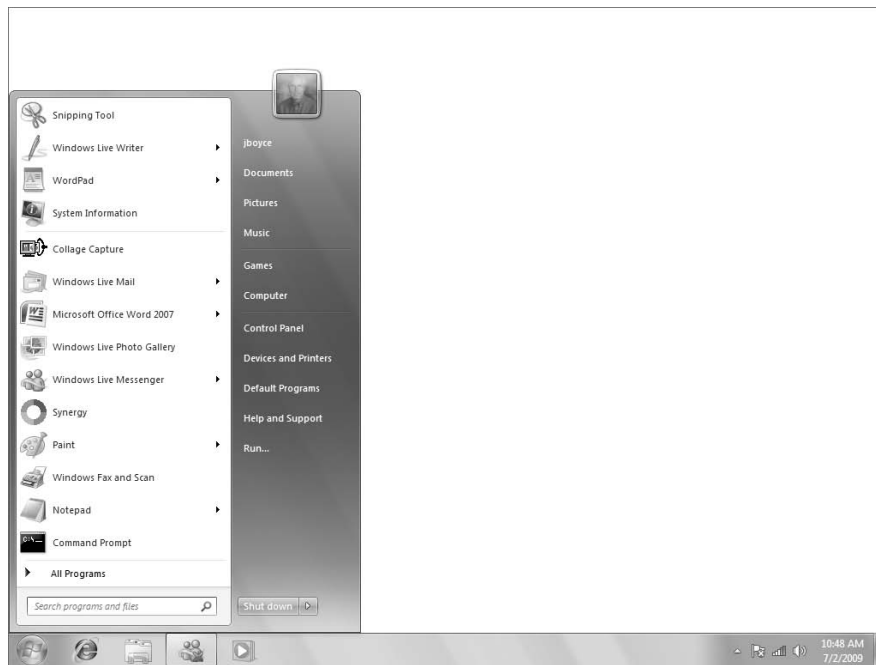 Snipping Tool
Windows Live Writer
WordPad
System Information
Collage Capture
Windows Live Mail
Microsoft Office Word 2007
Windows Live Photo Gallery
Windows Live Messenger
Synergy
Paint
Windows Fax and Scan
Notepad
Command Prompt
All Programs
Search programs and files
jboyce
Documents
Pictures
Music
Games
Computer
Control Panel
Devices and Printers
Default Programs
Help and Support
Run...
Shut down
10:48 AM
7/2/2009